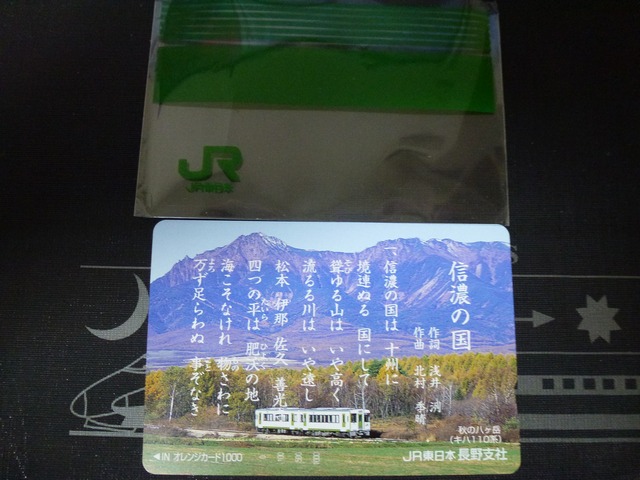 JR
JR東日本
信濃の国
作詞 浅井 洌
作曲 北村 季晴
一、信濃の国は 十州に
境連ぬる 国にして
聳ゆる山は いや高く
流るる川は いや遠し
松本 伊那 佐久 善光寺
四つの平は 肥沃の地
海こそなけれ 物さわに
万ず足らわぬ 事ぞなき
秋の八ヶ岳
(キハ110系)
◀IN オレンジカード1000
JR東日本 長野支社